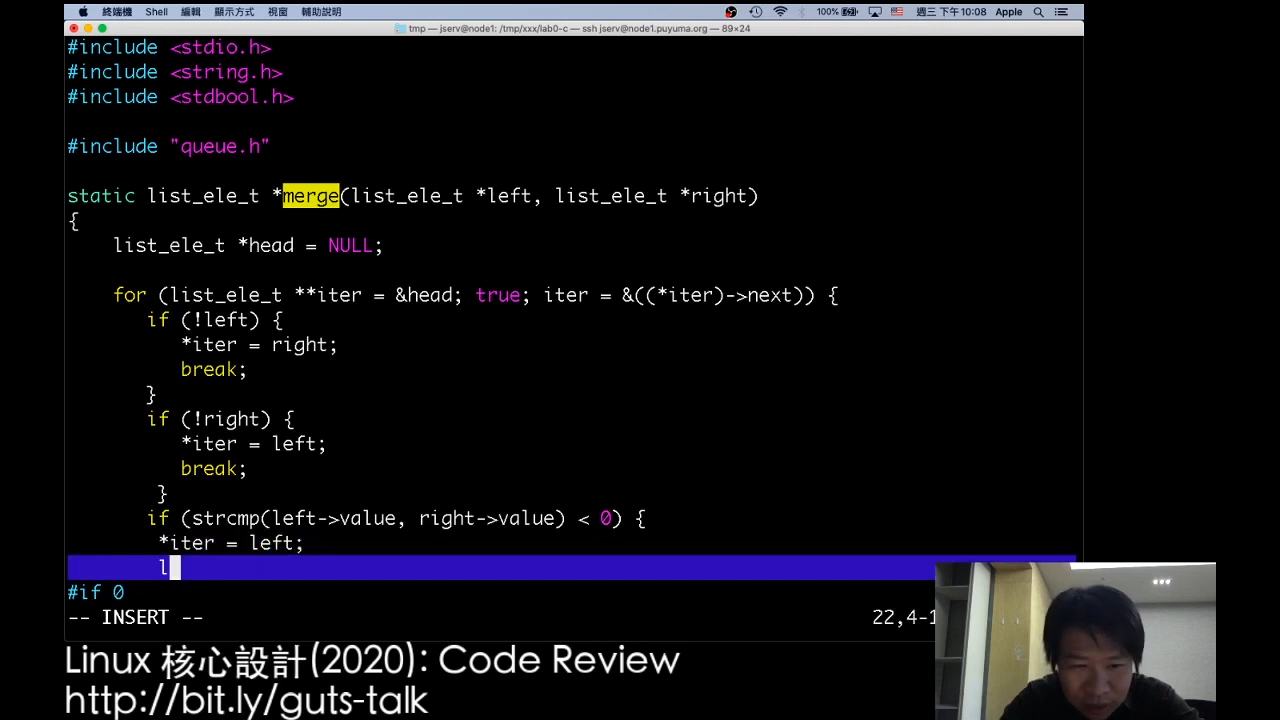 Shell 編輯 顯示方式 視窗 輔助說明 100% 週三 下午10:08 Apple
tmp — jserv@node1: /tmp/xxx/lab0-c — ssh jserv@node1.puyuma.org — 89×24
#include <stdio.h>
#include <string.h>
#include <stdbool.h>
#include "queue.h"
static list_ele_t *merge(list_ele_t *left, list_ele_t *right)
{
list_ele_t *head = NULL;
for (list_ele_t **iter = &head; true; iter = &((*iter)->next)) {
if (!left) {
*iter = right;
break;
}
if (!right) {
*iter = left;
break;
}
if (strcmp(left->value, right->value) < 0) {
*iter = left;
l
#if 0
-- INSERT -- 22,4-1
Linux 核心設計(2020): Code Review
http://bit.ly/guts-talk